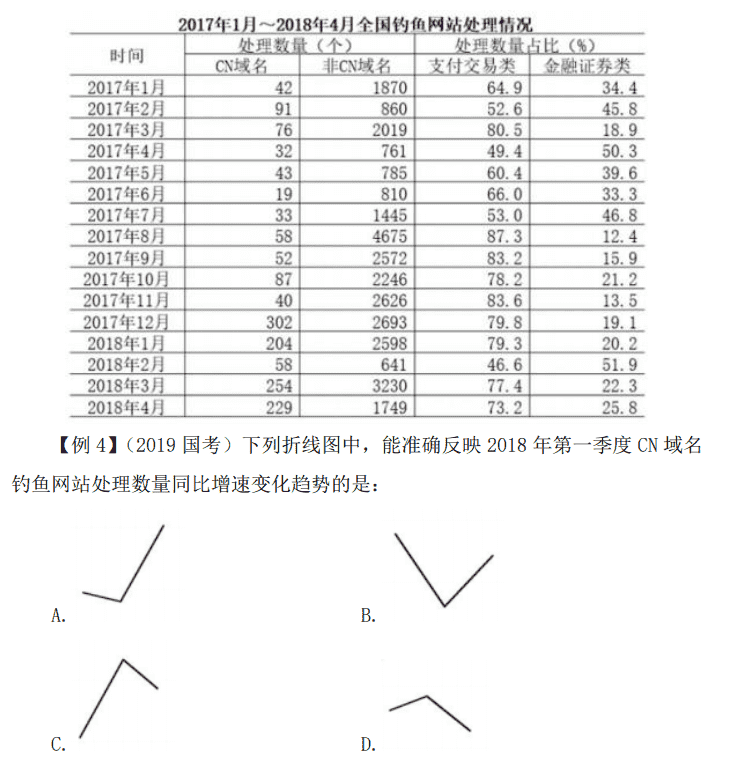 2017年1月～2018年4月全国钓鱼网站处理情况
时间 处理数量（个） 处理数量占比（%）
CN域名 非CN域名 支付交易类 金融证券类
2017年1月 42 1870 64.9 34.4
2017年2月 91 860 52.6 45.8
2017年3月 76 2019 80.5 18.9
2017年4月 32 761 49.4 50.3
2017年5月 43 785 60.4 39.6
2017年6月 19 810 66.0 33.3
2017年7月 33 1445 53.0 46.8
2017年8月 58 4675 87.3 12.4
2017年9月 52 2572 83.2 15.9
2017年10月 87 2246 78.2 21.2
2017年11月 40 2626 83.6 13.5
2017年12月 302 2693 79.8 19.1
2018年1月 204 2598 79.3 20.2
2018年2月 58 641 46.6 51.9
2018年3月 254 3230 77.4 22.3
2018年4月 229 1749 73.2 25.8
【例 4】（2019 国考）下列折线图中，能准确反映 2018 年第一季度 CN 域名
钓鱼网站处理数量同比增速变化趋势的是：
A. B.
C. D.